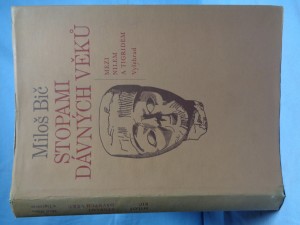 Miloš Bič
STOPAMI
DÁVNÝCH VĚKŮ
MEZI
NILEM
A TIGRIDEM
Vyšehrad